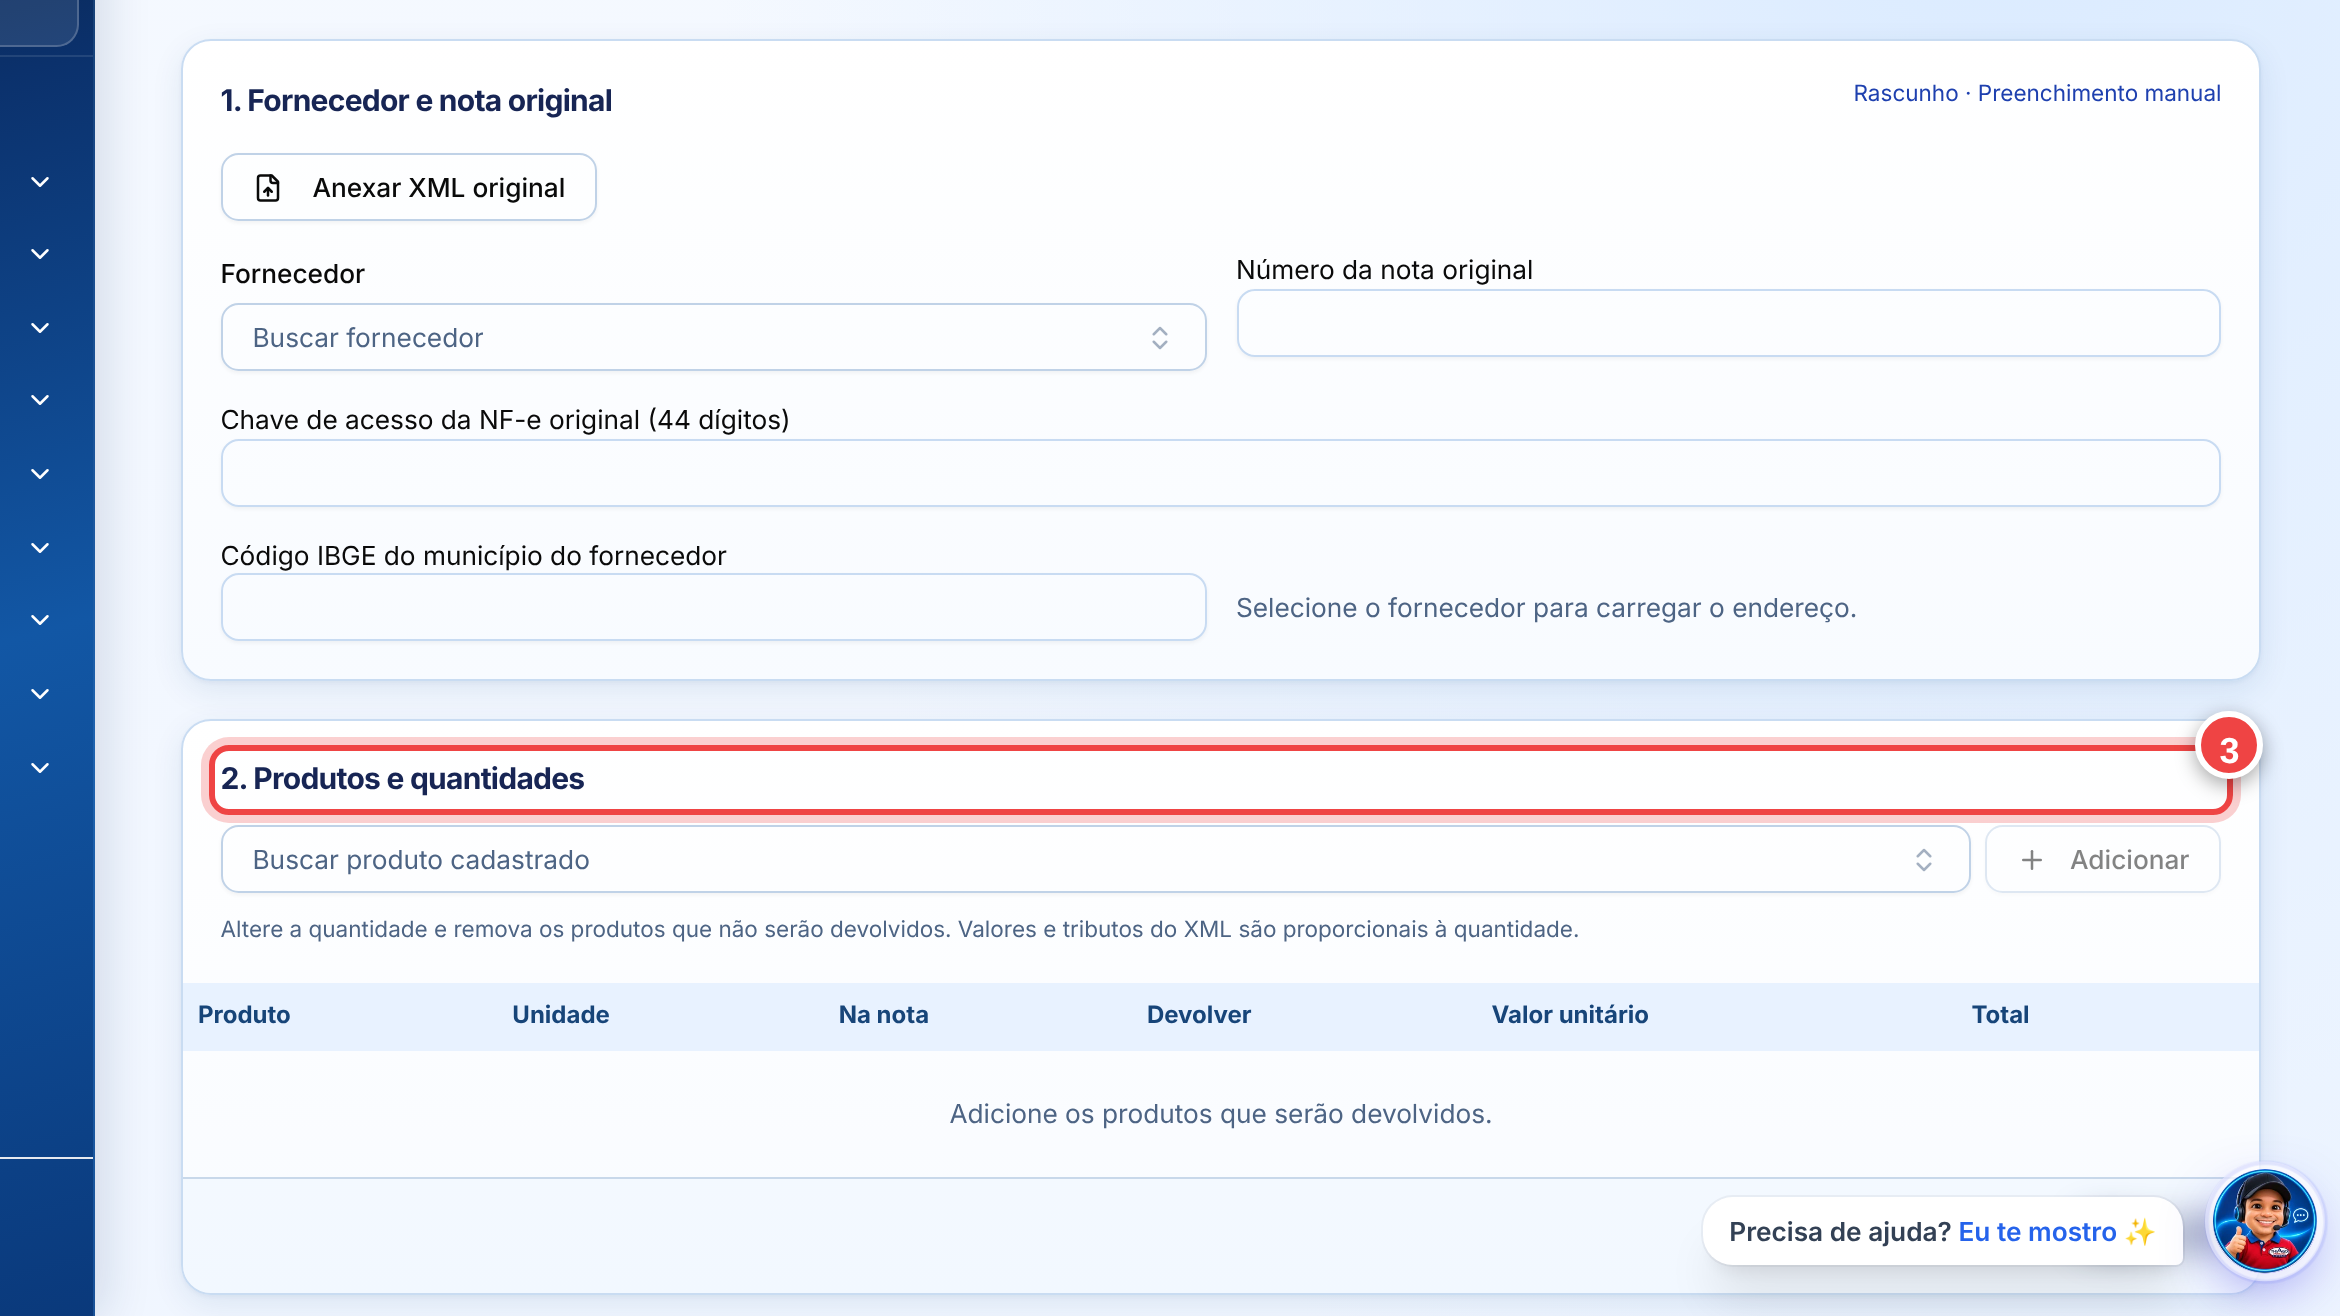 1. Fornecedor e nota original
Rascunho · Preenchimento manual
Anexar XML original
Fornecedor
Número da nota original
Buscar fornecedor
Chave de acesso da NF-e original (44 dígitos)
Código IBGE do município do fornecedor
Selecione o fornecedor para carregar o endereço.
3
2. Produtos e quantidades
Buscar produto cadastrado
+ Adicionar
Altere a quantidade e remova os produtos que não serão devolvidos. Valores e tributos do XML são proporcionais à quantidade.
Produto Unidade Na nota Devolver Valor unitário Total
Adicione os produtos que serão devolvidos.
Precisa de ajuda? Eu te mostro ✨